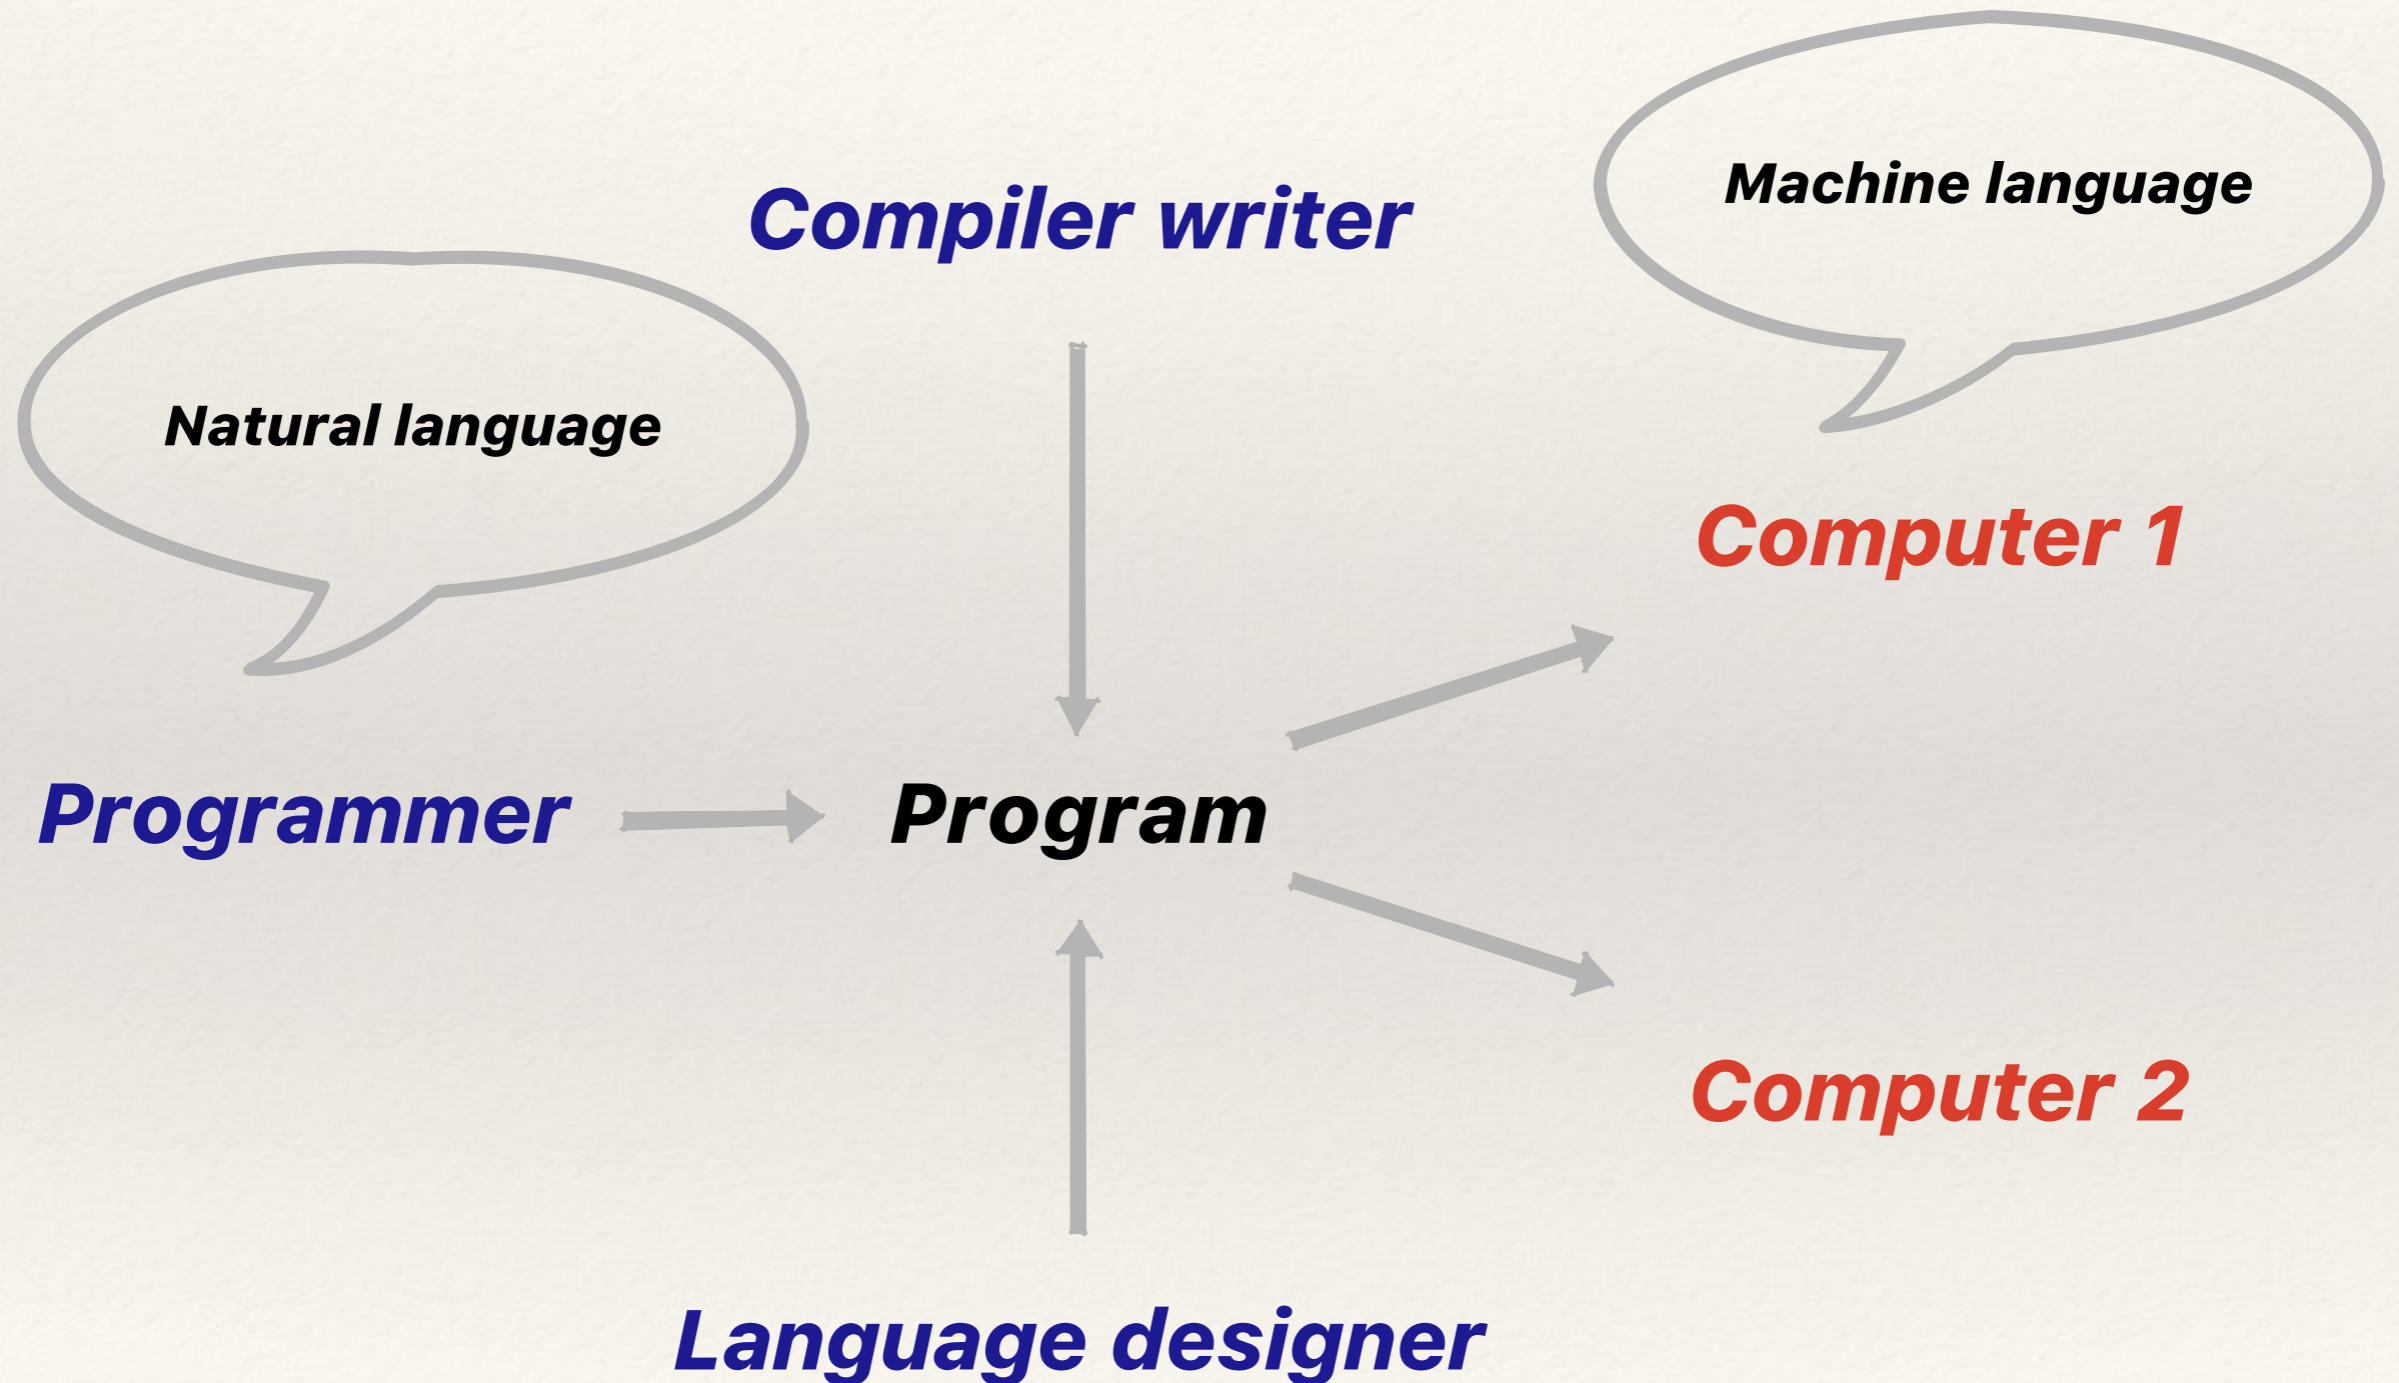 Machine language
Compiler writer
Natural language
Computer 1
Programmer
Program
Computer 2
Language designer